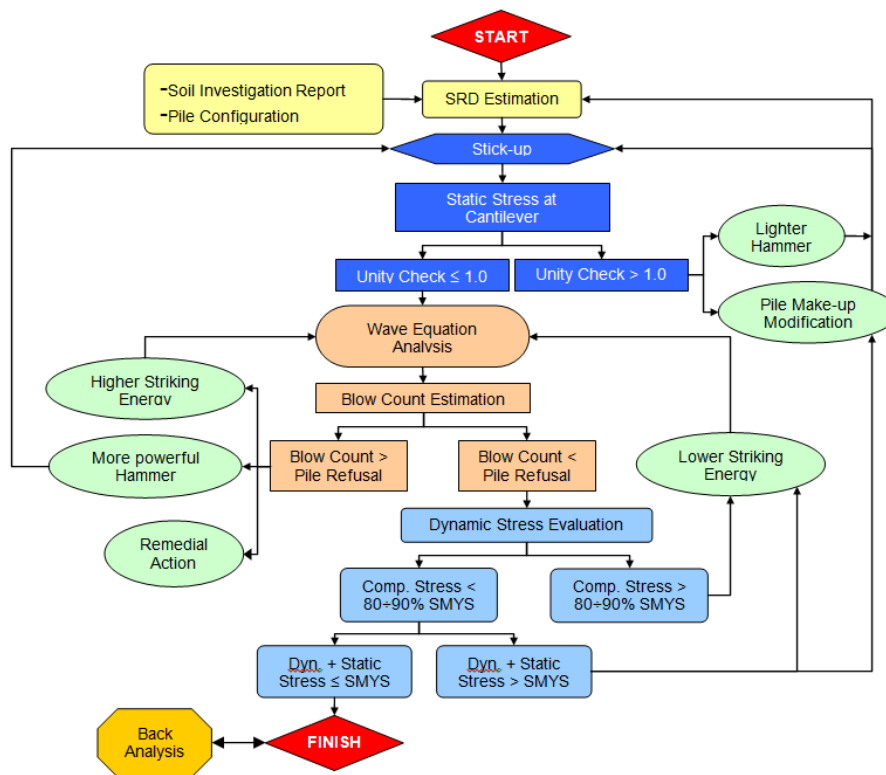 START
-Soil Investigation Report
-Pile Configuration
SRD Estimation
Stick-up
Static Stress at
Cantilever
Lighter
Hammer
Unity Check ≤ 1.0
Unity Check > 1.0
Pile Make-up
Modification
Wave Equation
Analysis
Higher Striking
Energy
Blow Count Estimation
More powerful
Hammer
Blow Count >
Pile Refusal
Blow Count <
Pile Refusal
Lower Striking
Energy
Remedial
Action
Dynamic Stress Evaluation
Comp. Stress <
80÷90% SMYS
Comp. Stress >
80÷90% SMYS
Dyn. + Static
Stress ≤ SMYS
Dyn. + Static
Stress > SMYS
Back
Analysis
FINISH